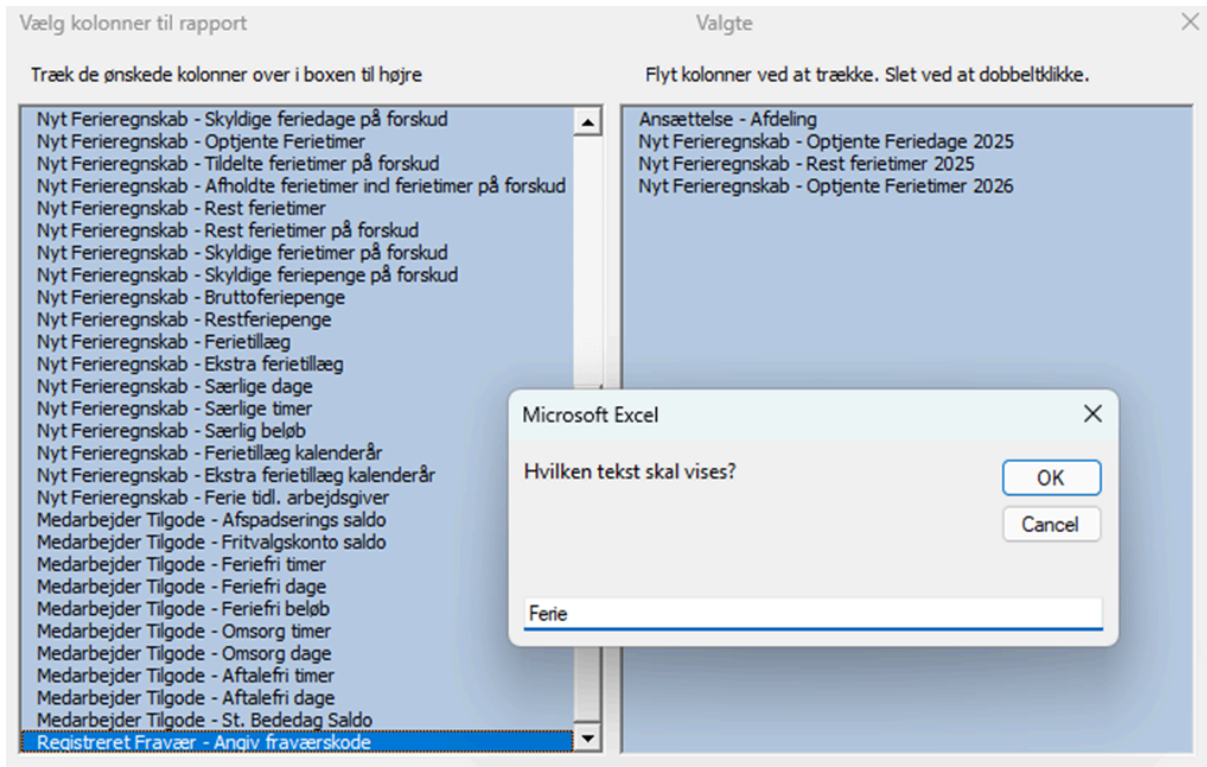 Vælg kolonner til rapport
Valgte
Træk de ønskede kolonner over i boxen til højre
Flyt kolonner ved at trække. Slet ved at dobbeltklikke.
Nyt Ferieregnskab - Skyldige feriedage på forskud
Nyt Ferieregnskab - Optjente Ferietimer
Nyt Ferieregnskab - Tildelte ferietimer på forskud
Nyt Ferieregnskab - Afholdte ferietimer incl ferietimer på forskud
Nyt Ferieregnskab - Rest ferietimer
Nyt Ferieregnskab - Rest ferietimer på forskud
Nyt Ferieregnskab - Skyldige ferietimer på forskud
Nyt Ferieregnskab - Skyldige feriepenge på forskud
Nyt Ferieregnskab - Bruttoferiepenge
Nyt Ferieregnskab - Restferiepenge
Nyt Ferieregnskab - Ferietillæg
Nyt Ferieregnskab - Ekstra ferietillæg
Nyt Ferieregnskab - Særlige dage
Nyt Ferieregnskab - Særlige timer
Nyt Ferieregnskab - Særlig beløb
Nyt Ferieregnskab - Ferietillæg kalenderår
Nyt Ferieregnskab - Ekstra ferietillæg kalenderår
Nyt Ferieregnskab - Ferie tidl. arbejdsgiver
Medarbejder Tilgode - Afspadserings saldo
Medarbejder Tilgode - Fritvalgskonto saldo
Medarbejder Tilgode - Feriefri timer
Medarbejder Tilgode - Feriefri dage
Medarbejder Tilgode - Feriefri beløb
Medarbejder Tilgode - Omsorg timer
Medarbejder Tilgode - Omsorg dage
Medarbejder Tilgode - Aftalefri timer
Medarbejder Tilgode - Aftalefri dage
Medarbejder Tilgode - St. Bededag Saldo
Registreret Fravær - Angiv fraværskode
Ansættelse - Afdeling
Nyt Ferieregnskab - Optjente Feriedage 2025
Nyt Ferieregnskab - Rest ferietimer 2025
Nyt Ferieregnskab - Optjente Ferietimer 2026
Microsoft Excel
Hvilken tekst skal vises?
OK
Cancel
Ferie